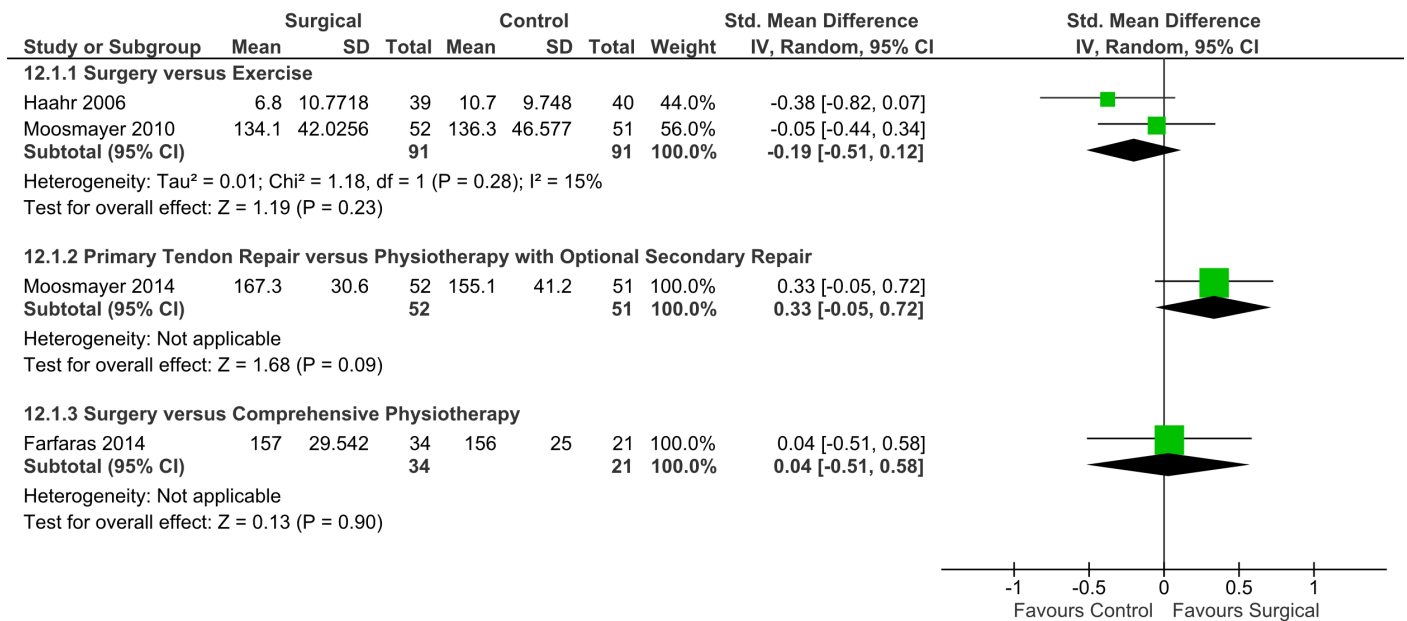 Surgical Control Std. Mean Difference Std. Mean Difference
Study or Subgroup Mean SD Total Mean SD Total Weight IV, Random, 95% CI IV, Random, 95% CI
12.1.1 Surgery versus Exercise
Haahr 2006 6.8 10.7718 39 10.7 9.748 40 44.0% -0.38 [-0.82, 0.07]
Moosmayer 2010 134.1 42.0256 52 136.3 46.577 51 56.0% -0.05 [-0.44, 0.34]
Subtotal (95% CI) 91 91 100.0% -0.19 [-0.51, 0.12]
Heterogeneity: Tau² = 0.01; Chi² = 1.18, df = 1 (P = 0.28); I² = 15%
Test for overall effect: Z = 1.19 (P = 0.23)
12.1.2 Primary Tendon Repair versus Physiotherapy with Optional Secondary Repair
Moosmayer 2014 167.3 30.6 52 155.1 41.2 51 100.0% 0.33 [-0.05, 0.72]
Subtotal (95% CI) 52 51 100.0% 0.33 [-0.05, 0.72]
Heterogeneity: Not applicable
Test for overall effect: Z = 1.68 (P = 0.09)
12.1.3 Surgery versus Comprehensive Physiotherapy
Farfaras 2014 157 29.542 34 156 25 21 100.0% 0.04 [-0.51, 0.58]
Subtotal (95% CI) 34 21 100.0% 0.04 [-0.51, 0.58]
Heterogeneity: Not applicable
Test for overall effect: Z = 0.13 (P = 0.90)
-1 -0.5 0 0.5 1
Favours Control Favours Surgical